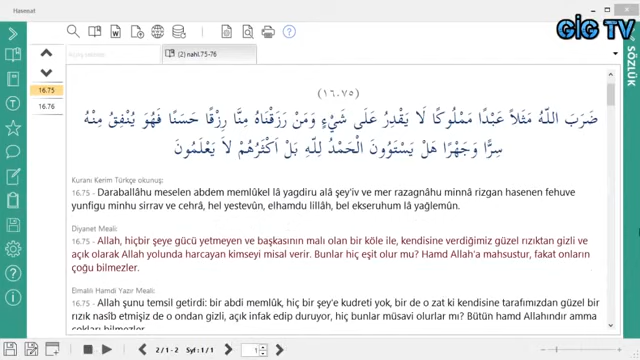 Hasenat
GiG TV
(2) nahl.75-76
SÖZLÜK
16.75
16.76
(١٦.٧٥)
ضَرَبَ اللّٰهُ مَثَلاً عَبْدًا مَمْلُوكًا لَا يَقْدِرُ عَلٰى شَيْءٍ وَمَنْ رَزَقْنَاهُ مِنَّا رِزْقًا حَسَنًا فَهُوَ يُنْفِقُ مِنْهُ
سِرًّا وَجَهْرًا هَلْ يَسْتَوُونَ الْحَمْدُ لِلّٰهِ بَلْ اَكْثَرُهُمْ لَا يَعْلَمُونَ
Kuranı Kerim Türkçe okunuş:
16.75 - Daraballâhu meselen abdem memlûkel lâ yagdiru alâ şey'iv ve mer razagnâhu minnâ rizgan hasenen fehuve
yunfigu minhu sirrav ve cehrâ, hel yestevûn, elhamdu lillâh, bel ekseruhum lâ yağlemûn.
Diyanet Meali
16.75 - Allah, hiçbir şeye gücü yetmeyen ve başkasının malı olan bir köle ile, kendisine verdiğimiz güzel rızıktan gizli ve
açık olarak Allah yolunda harcayan kimseyi misal verir. Bunlar hiç eşit olur mu? Hamd Allah'a mahsustur, fakat onların
çoğu bilmezler.
Elmalılı Hamdi Yazır Meali
16.75 - Allah şunu temsil getirdi: bir abdi memlûk, hiç bir şey'e kudreti yok, bir de o zat ki kendisine tarafımızdan güzel bir
rızık nasîb etmişiz de o ondan gizli, açık infak edip duruyor, hiç bunlar müsavi olurlar mı? Bütün hamd Allahındır amma
çokları bilmezler
2/1-2
Syf:1/1
1